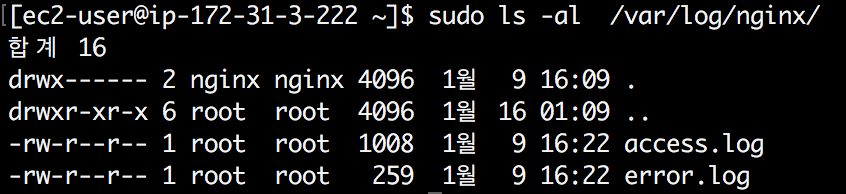 [[ec2-user@ip-172-31-3-222 ~]$ sudo ls -al  /var/log/nginx/
합계 16
drwx------ 2 nginx nginx 4096  1월  9 16:09 .
drwxr-xr-x 6 root  root  4096  1월 16 01:09 ..
-rw-r--r-- 1 root  root  1008  1월  9 16:22 access.log
-rw-r--r-- 1 root  root   259  1월  9 16:22 error.log